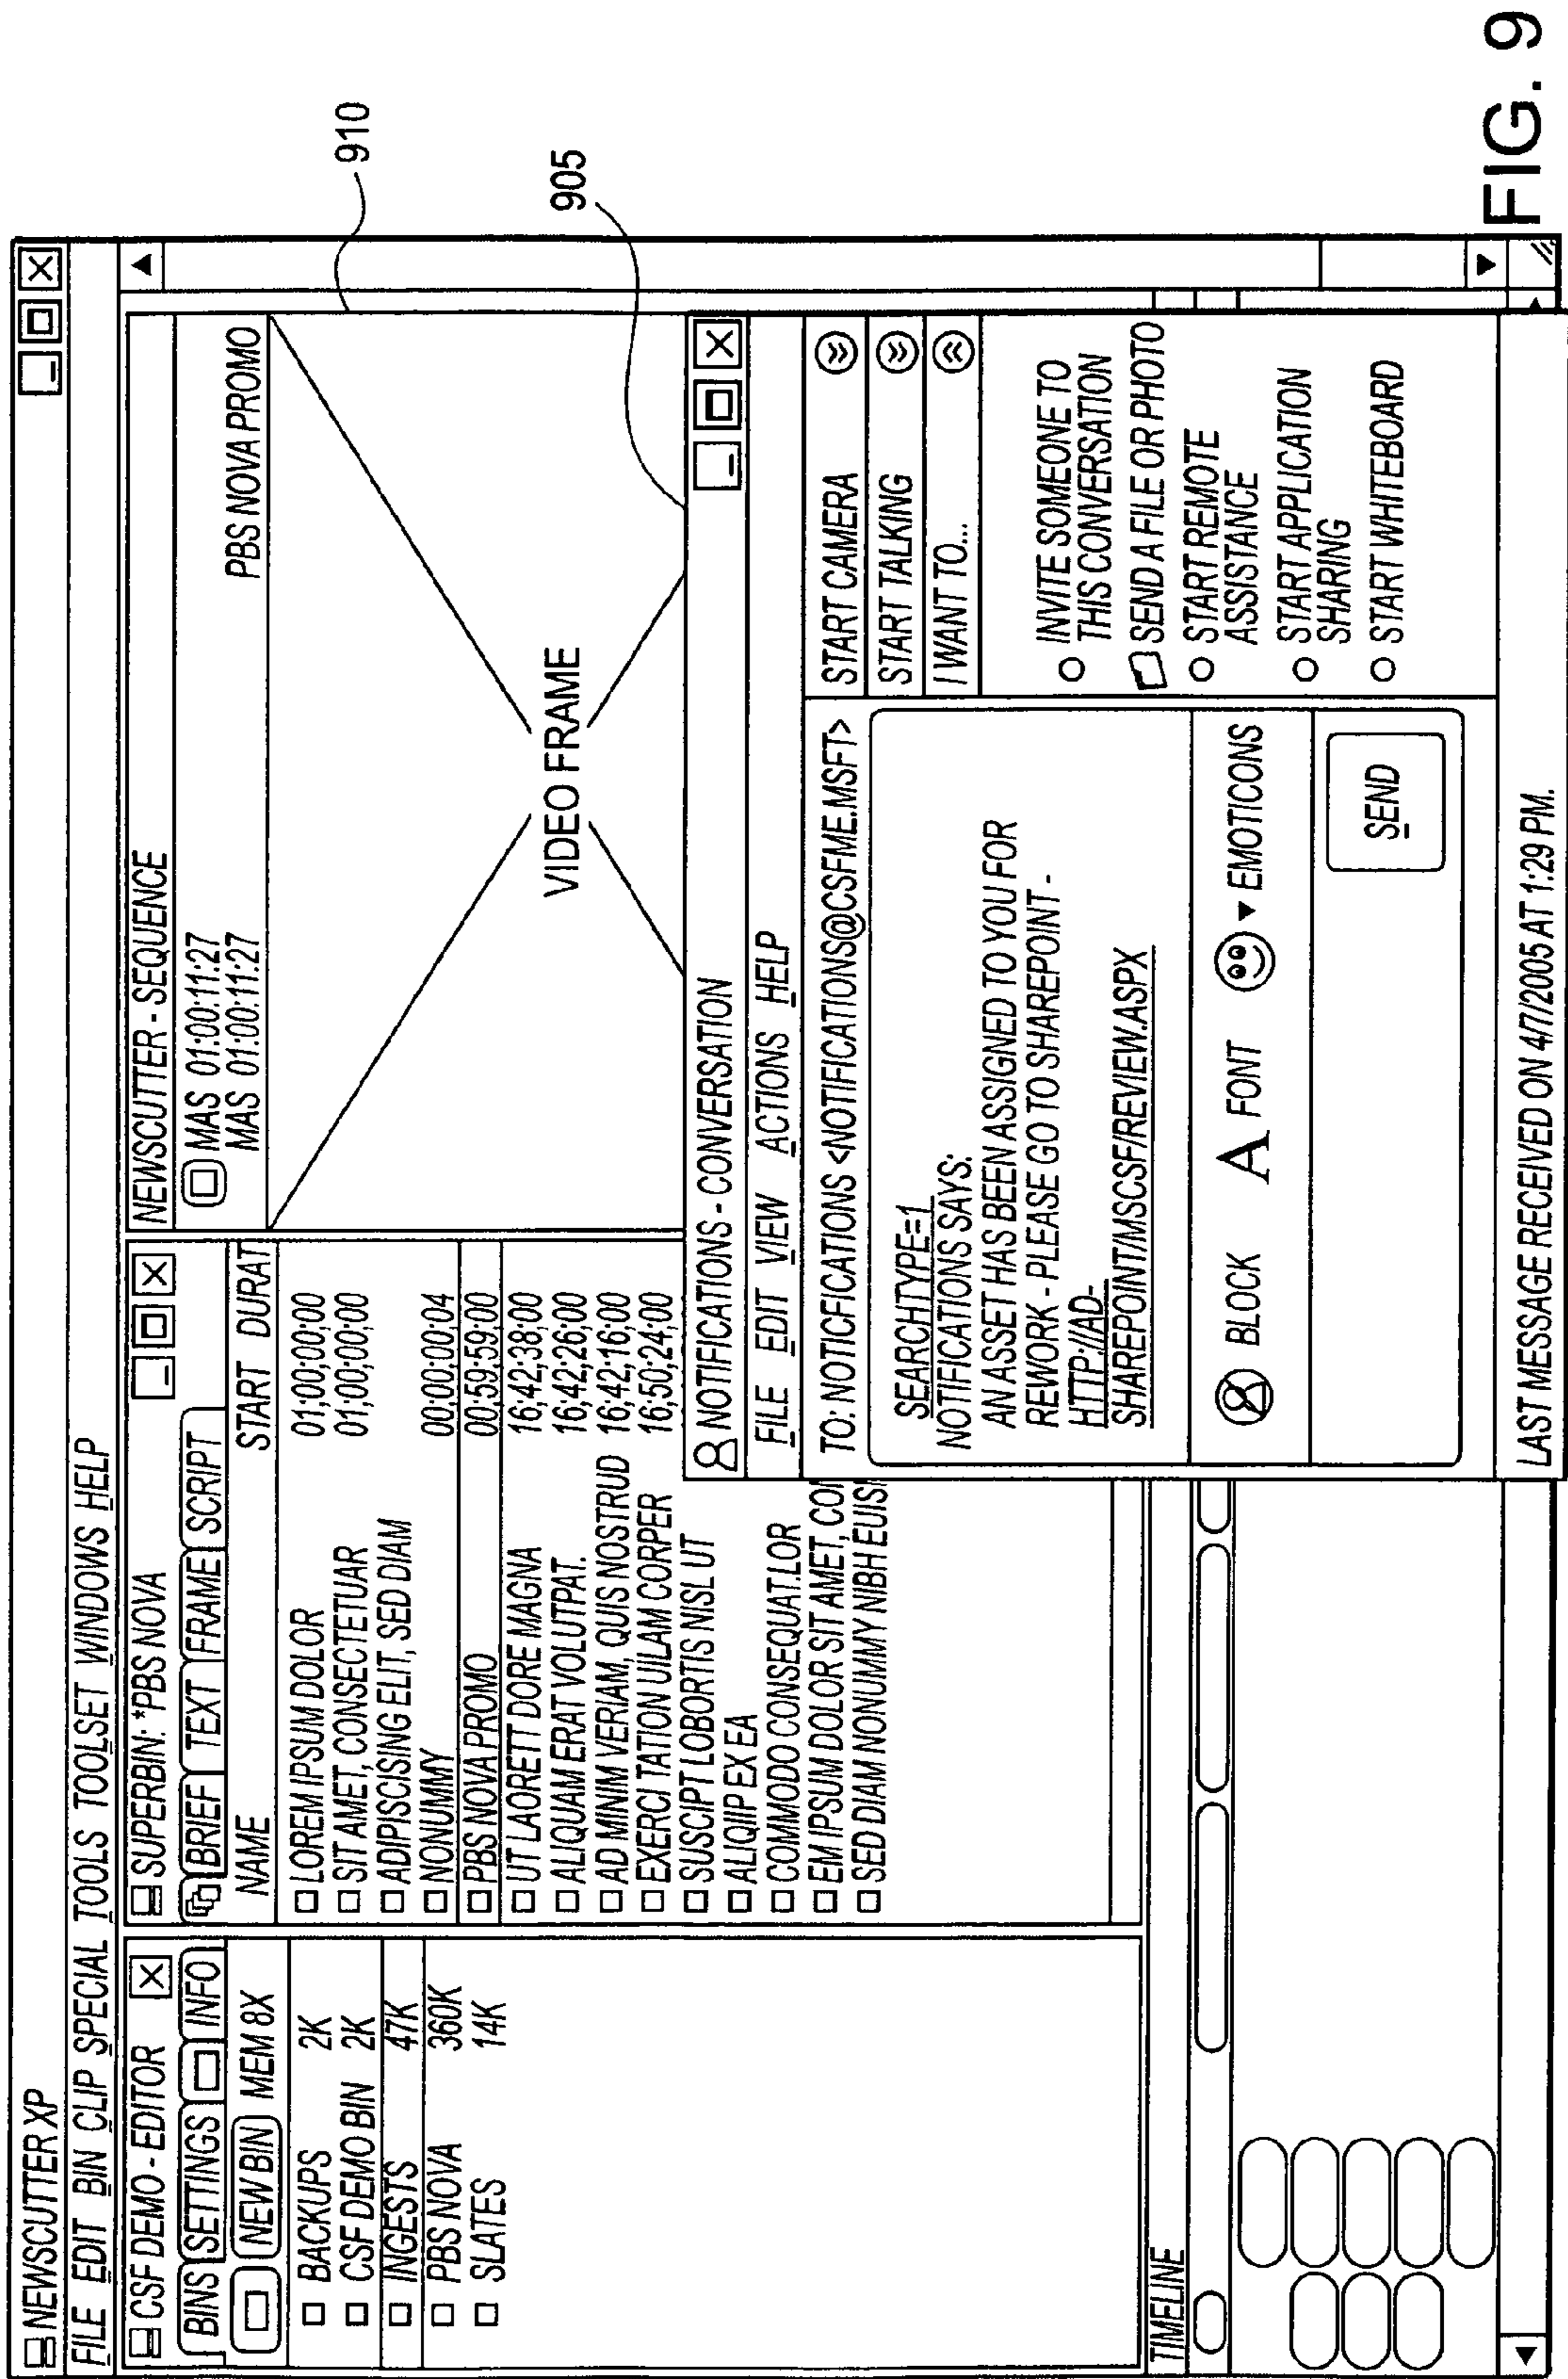 NEWSCUTTER XP
FILE EDIT BIN CLIP SPECIAL TOOLS TOOLSET WINDOWS HELP
CSF DEMO - EDITOR
BINS SETTINGS INFO
NEW BIN MEM 8X
BACKUPS 2K
CSF DEMO BIN 2K
INGESTS 47K
PBS NOVA 360K
SLATES 14K
SUPERBIN: *PBS NOVA
BRIEF TEXT FRAME SCRIPT
NAME START DURAT
LOREM IPSUM DOLOR 01;00;00;00
SIT AMET, CONSECTETUAR 01;00;00;00
ADIPISCISING ELIT, SED DIAM
NONUMMY 00;00;00;04
PBS NOVA PROMO 00;59;59;00
UT LAORETT DORE MAGNA 16;42;38;00
ALIQUAM ERAT VOLUTPAT. 16;42;26;00
AD MINIM VERIAM, QUIS NOSTRUD 16;42;16;00
EXERCI TATION UILAM CORPER 16;50;24;00
SUSCIPT LOBORTIS NISL UT
ALIQIIP EX EA
COMMODO CONSEQUAT.LOR
EM IPSUM DOLOR SIT AMET, CON
SED DIAM NONUMMY NIBH EUISM
NEWSCUTTER - SEQUENCE
MAS 01:00:11:27
MAS 01:00:11:27
PBS NOVA PROMO
VIDEO FRAME
910
905
NOTIFICATIONS - CONVERSATION
FILE EDIT VIEW ACTIONS HELP
TO: NOTICFICATIONS <NOTIFICATIONS@CSFME.MSFT>
SEARCHTYPE=1
NOTIFICATIONS SAYS:
AN ASSET HAS BEEN ASSIGNED TO YOU FOR
REWORK - PLEASE GO TO SHAREPOINT -
HTTP://AD-
SHAREPOINT/MSCSF/REVIEW.ASPX
BLOCK A FONT EMOTICONS
SEND
START CAMERA
START TALKING
I WANT TO...
INVITE SOMEONE TO
THIS CONVERSATION
SEND A FILE OR PHOTO
START REMOTE
ASSISTANCE
START APPLICATION
SHARING
START WHITEBOARD
LAST MESSAGE RECEIVED ON 4/7/2005 AT 1:29 PM.
TIMELINE
FIG. 9